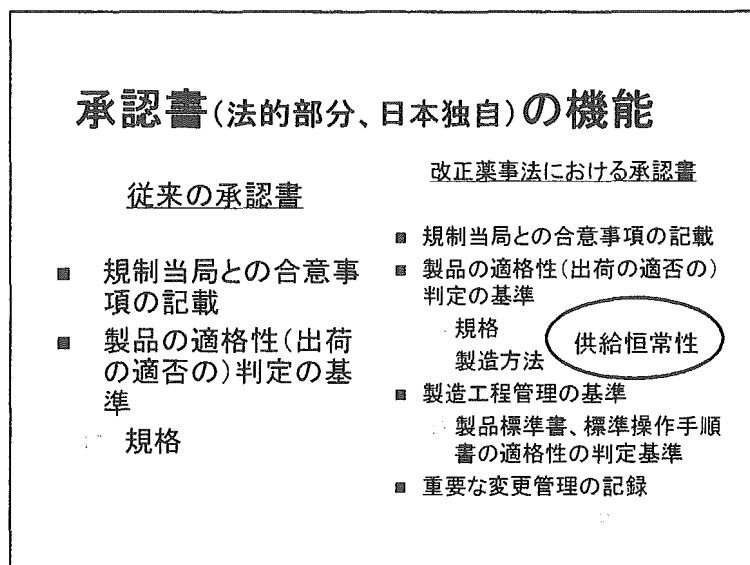 承認書(法的部分、日本独自)の機能
従来の承認書
■ 規制当局との合意事
項の記載
■ 製品の適格性(出荷
の適否の)判定の基
準
規格
改正薬事法における承認書
■ 規制当局との合意事項の記載
■ 製品の適格性(出荷の適否の)
判定の基準
規格
製造方法
供給恒常性
■ 製造工程管理の基準
製品標準書、標準操作手順
書の適格性の判定基準
■ 重要な変更管理の記録